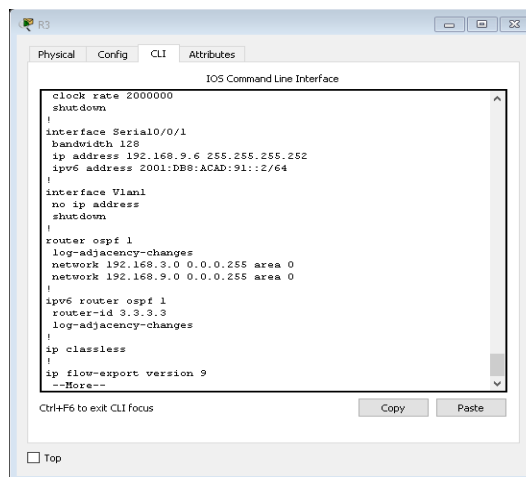 R3
Physical Config CLI Attributes
IOS Command Line Interface
clock rate 2000000
shutdown
!
interface Serial0/0/1
bandwidth 128
ip address 192.168.9.6 255.255.255.252
ipv6 address 2001:DB8:ACAD:91::2/64
!
interface Vlan1
no ip address
shutdown
!
router ospf 1
log-adjacency-changes
network 192.168.3.0 0.0.0.255 area 0
network 192.168.9.0 0.0.0.255 area 0
!
ipv6 router ospf 1
router-id 3.3.3.3
log-adjacency-changes
!
ip classless
!
ip flow-export version 9
--More--
Ctrl+F6 to exit CLI focus Copy Paste
Top